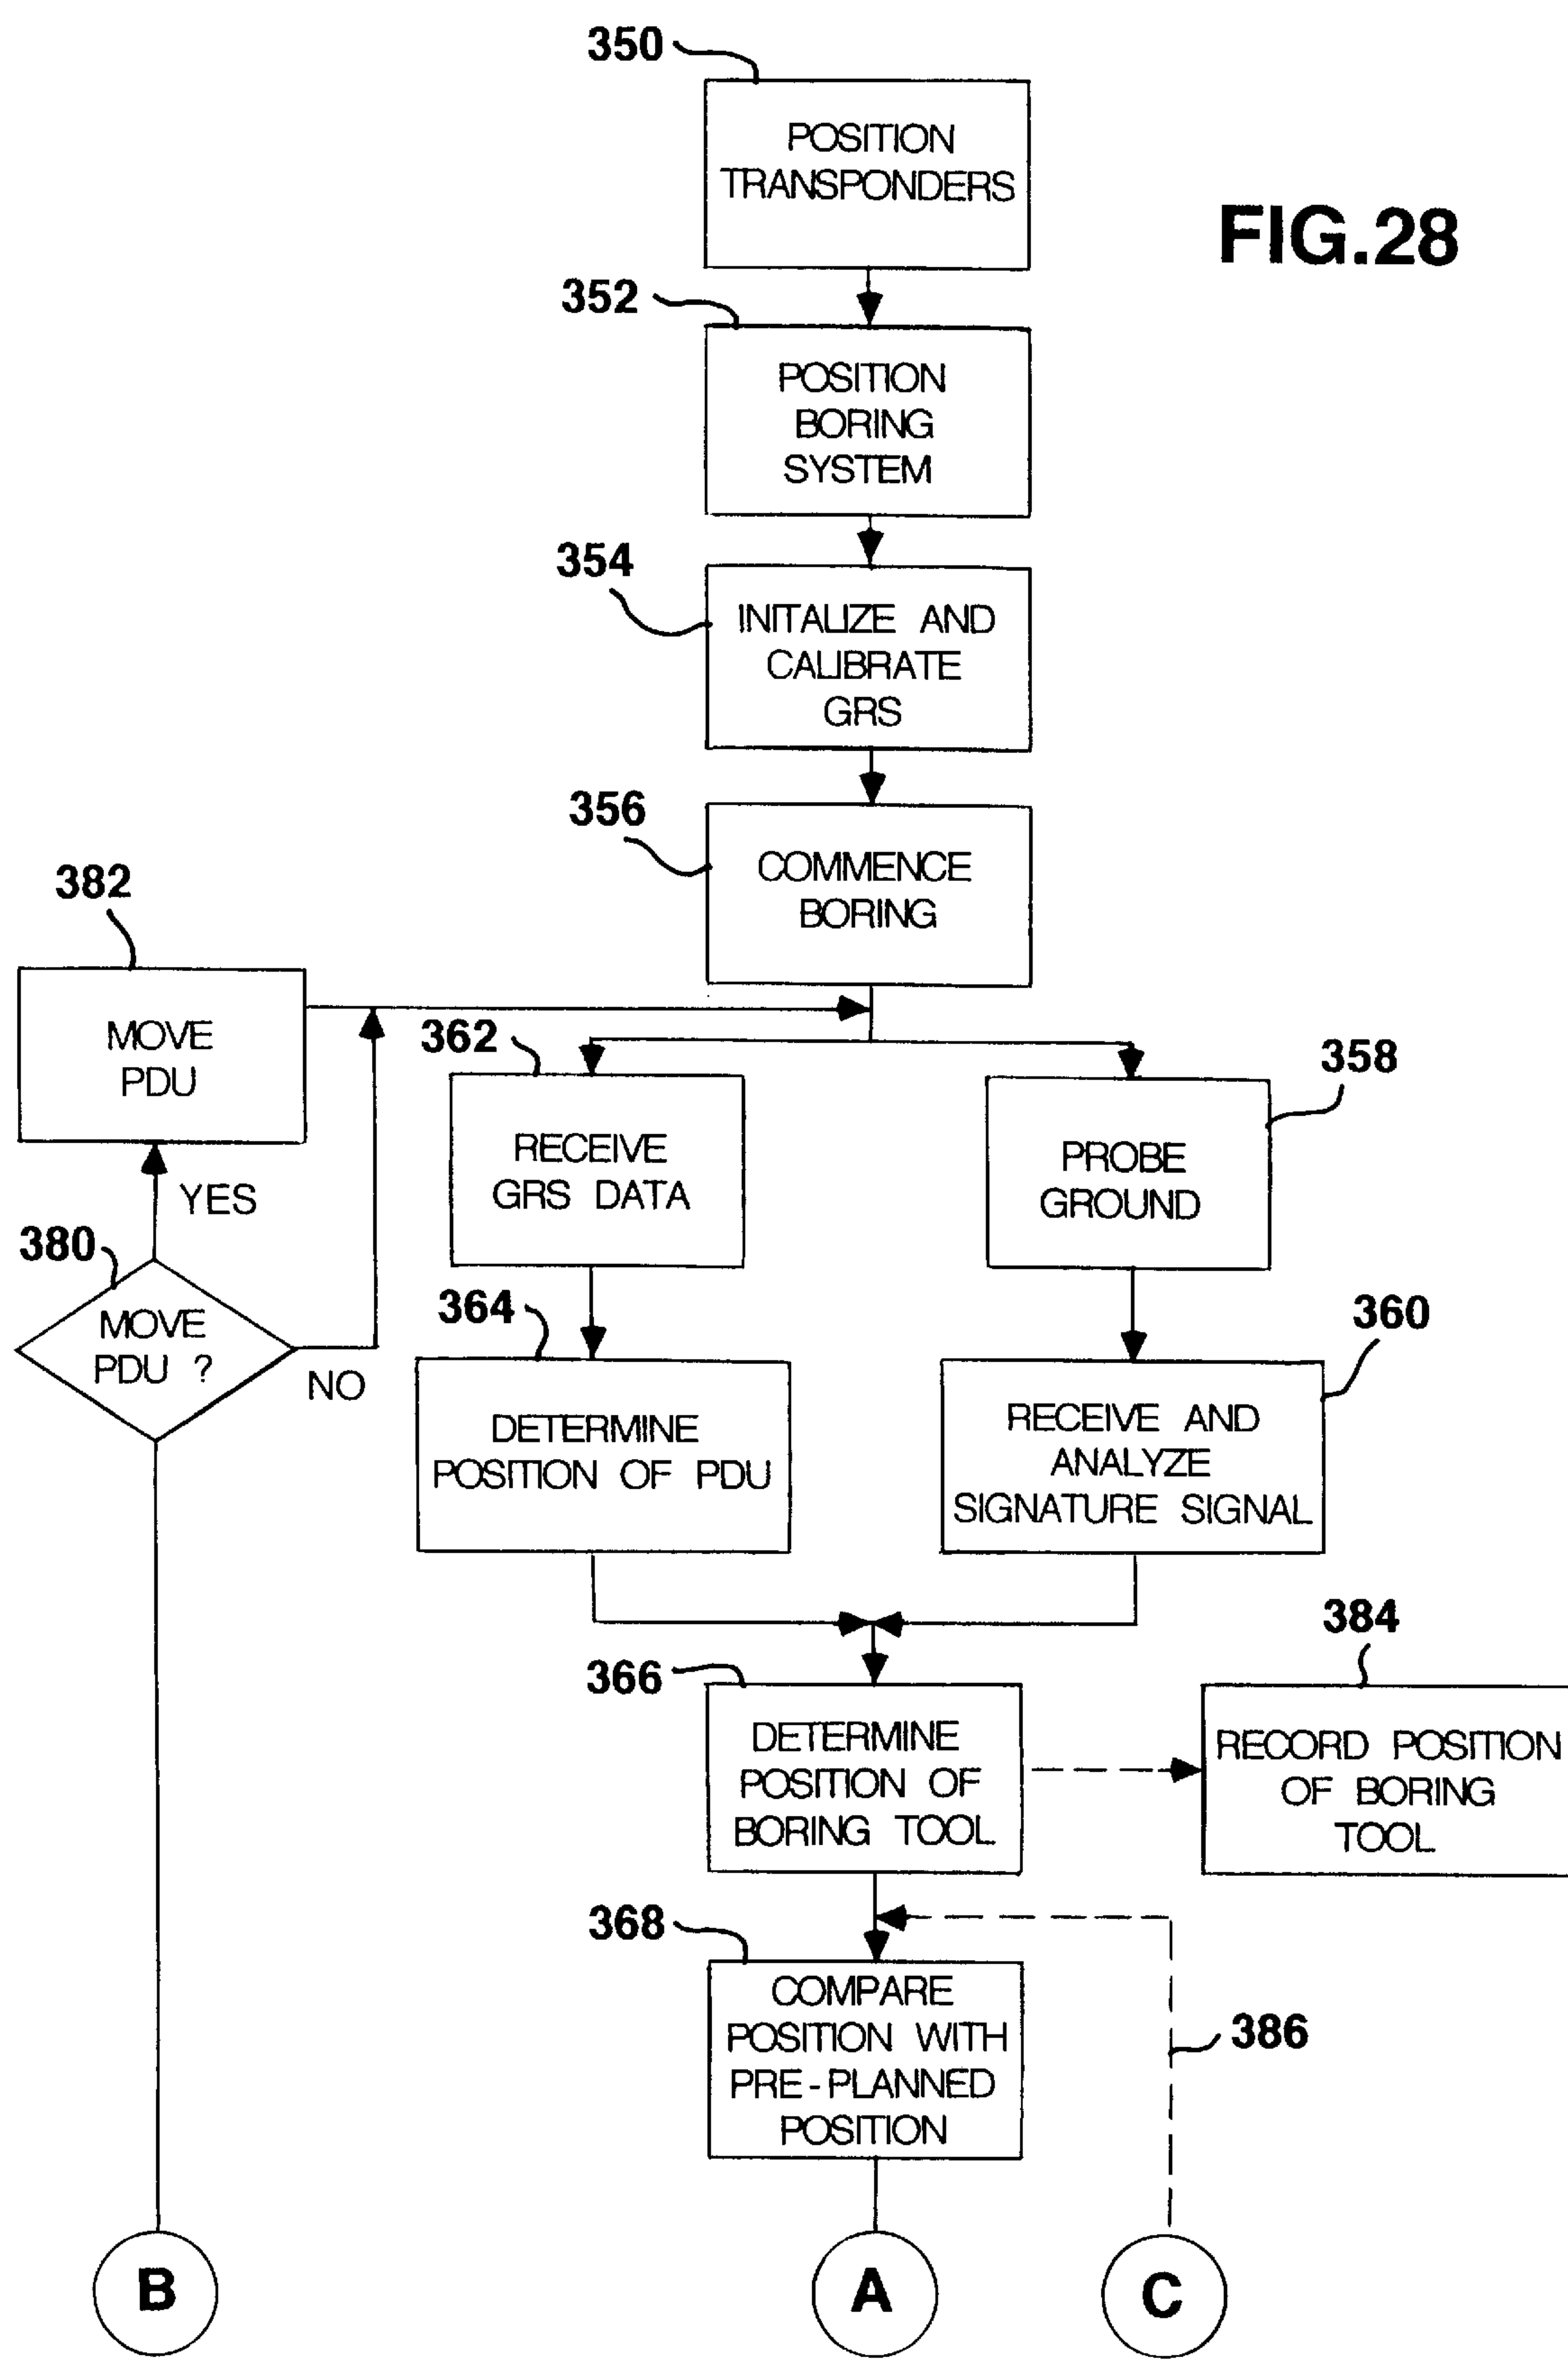 350
POSITION
TRANSPONDERS
FIG.28
352
POSITION
BORING
SYSTEM
354
INITALIZE AND
CALIBRATE
GRS
356
COMMENCE
BORING
382
MOVE
PDU
362
RECEIVE
GRS DATA
358
PROBE
GROUND
YES
380
MOVE
PDU ?
NO
364
DETERMINE
POSITION OF PDU
360
RECEIVE AND
ANALYZE
SIGNATURE SIGNAL
366
DETERMINE
POSITION OF
BORING TOOL
384
RECORD POSITION
OF BORING
TOOL
368
COMPARE
POSITION WITH
PRE-PLANNED
POSITION
386
B
A
C